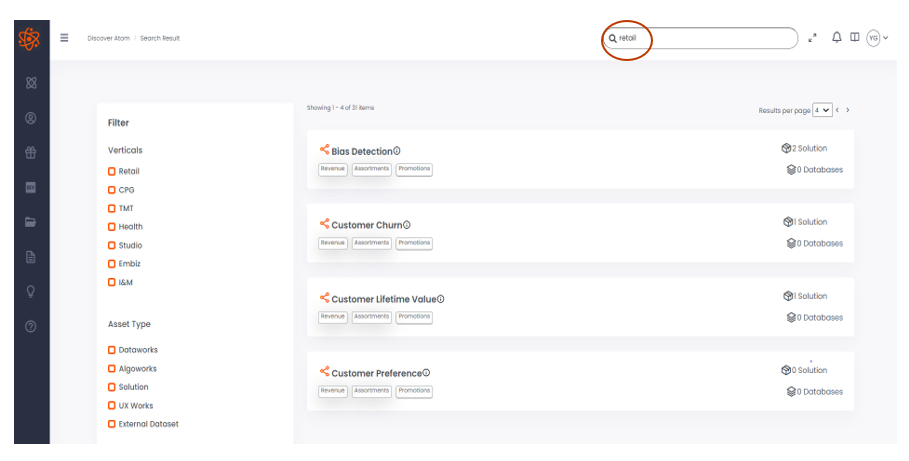 Discover Atom / Search Result
retail
YG
Filter
Verticals
Retail
CPG
TMT
Health
Studio
Embiz
I&M
Asset Type
Dataworks
Algoworks
Solution
UX Works
External Dataset
Showing 1 - 4 of 31 items
Results per page 4
Bias Detection
Revenue Assortments Promotions
2 Solution
0 Databases
Customer Churn
Revenue Assortments Promotions
1 Solution
0 Databases
Customer Lifetime Value
Revenue Assortments Promotions
1 Solution
0 Databases
Customer Preference
Revenue Assortments Promotions
0 Solution
0 Databases